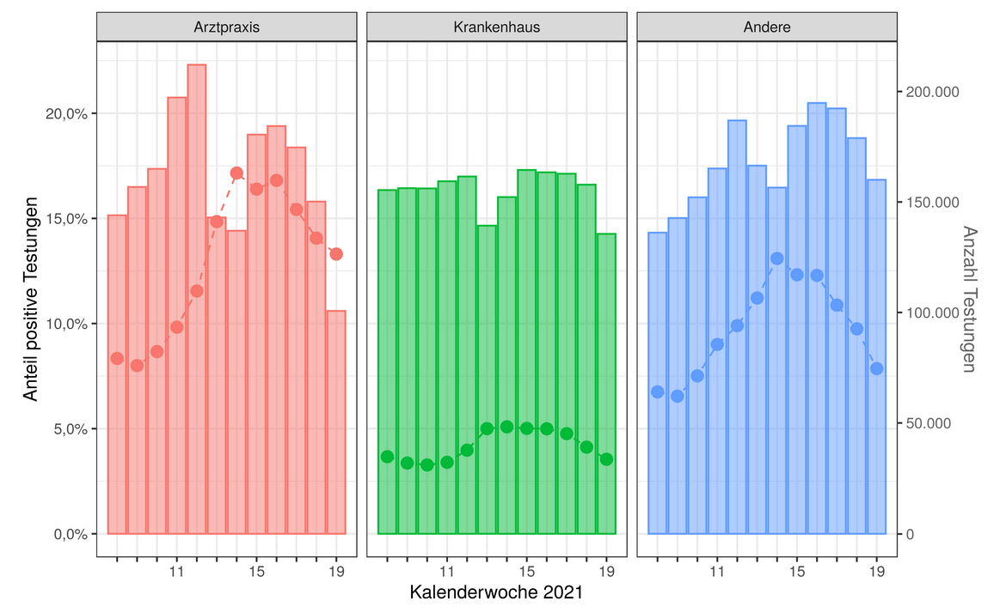 Arztpraxis Krankenhaus Andere
Anteil positive Testungen
20,0%
15,0%
10,0%
5,0%
0,0%
200.000
150.000
100.000
50.000
0
Anzahl Testungen
11 15 19 11 15 19 11 15 19
Kalenderwoche 2021